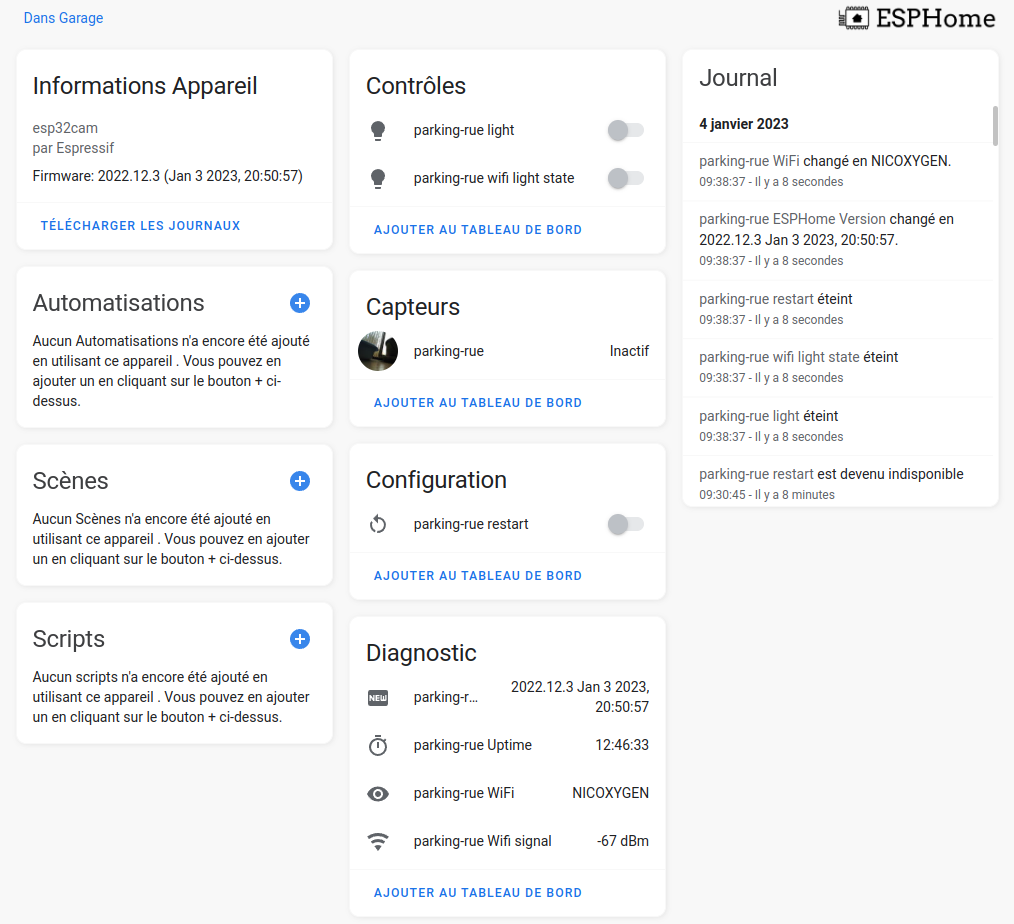 Dans Garage
ESPHome
Informations Appareil
esp32cam
par Espressif
Firmware: 2022.12.3 (Jan 3 2023, 20:50:57)
TÉLÉCHARGER LES JOURNAUX
Automatisations
Aucun Automatisations n'a encore été ajouté
en utilisant ce appareil . Vous pouvez en
ajouter un en cliquant sur le bouton + ci-
dessus.
Scènes
Aucun Scènes n'a encore été ajouté en
utilisant ce appareil . Vous pouvez en ajouter
un en cliquant sur le bouton + ci-dessus.
Scripts
Aucun scripts n'a encore été ajouté en
utilisant ce appareil . Vous pouvez en ajouter
un en cliquant sur le bouton + ci-dessus.
Contrôles
parking-rue light
parking-rue wifi light state
AJOUTER AU TABLEAU DE BORD
Capteurs
parking-rue Inactif
AJOUTER AU TABLEAU DE BORD
Configuration
parking-rue restart
AJOUTER AU TABLEAU DE BORD
Diagnostic
NEW parking-r... 2022.12.3 Jan 3 2023,
20:50:57
parking-rue Uptime 12:46:33
parking-rue WiFi NICOXYGEN
parking-rue Wifi signal -67 dBm
AJOUTER AU TABLEAU DE BORD
Journal
4 janvier 2023
parking-rue WiFi changé en NICOXYGEN.
09:38:37 - Il y a 8 secondes
parking-rue ESPHome Version changé en
2022.12.3 Jan 3 2023, 20:50:57.
09:38:37 - Il y a 8 secondes
parking-rue restart éteint
09:38:37 - Il y a 8 secondes
parking-rue wifi light state éteint
09:38:37 - Il y a 8 secondes
parking-rue light éteint
09:38:37 - Il y a 8 secondes
parking-rue restart est devenu indisponible
09:30:45 - Il y a 8 minutes